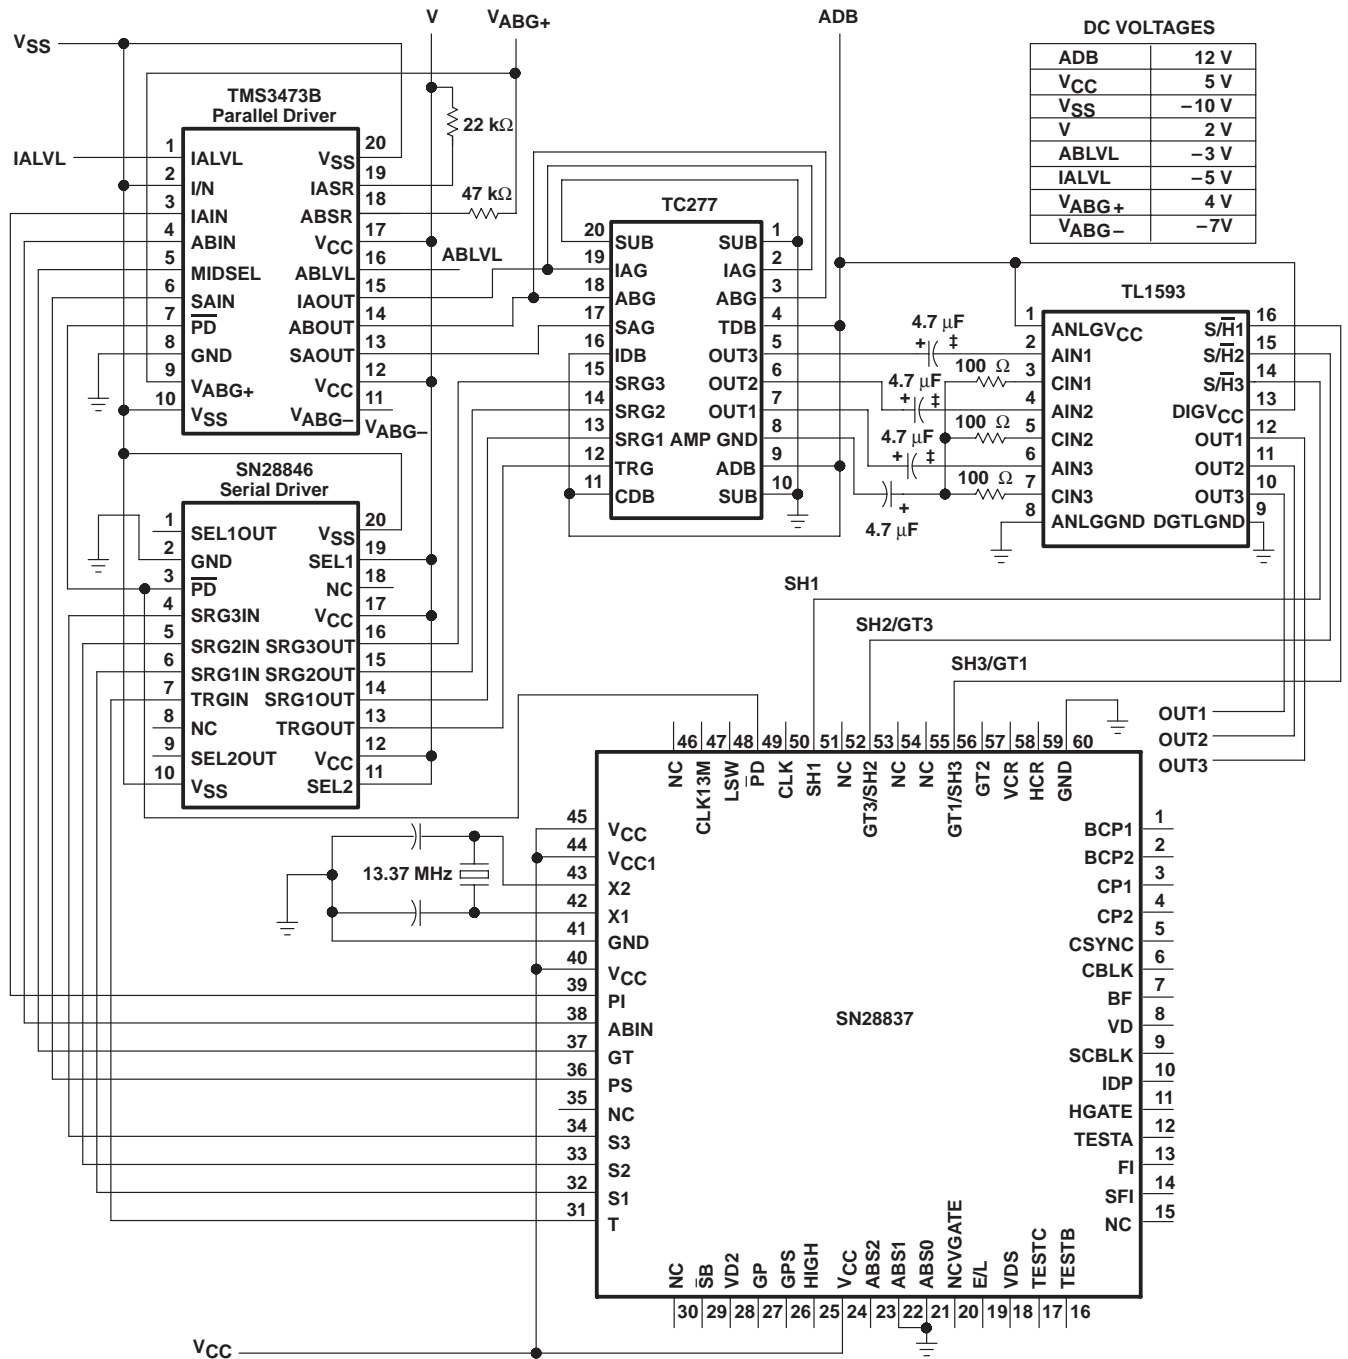 V
VABG+
ADB
VSS
DC VOLTAGES
ADB 12 V
VCC 5 V
VSS −10 V
V 2 V
ABLVL −3 V
IALVL −5 V
VABG+ 4 V
VABG− −7V
TMS3473B
Parallel Driver
22 kΩ
47 kΩ
IALVL
1 IALVL
2 I/N
3 IAIN
4 ABIN
5 MIDSEL
6 SAIN
7 PD
8 GND
9 VABG+
10 VSS
20 VSS
19 IASR
18 ABSR
17 VCC
16 ABLVL
15 IAOUT
14 ABOUT
13 SAOUT
12 VCC
11 VABG−
ABLVL
VABG−
TC277
20 SUB
19 IAG
18 ABG
17 SAG
16 IDB
15 SRG3
14 SRG2
13 SRG1
12 TRG
11 CDB
SUB 1
IAG 2
ABG 3
TDB 4
OUT3 5
OUT2 6
OUT1 7
AMP GND 8
ADB 9
SUB 10
4.7 µF
+ ‡
100 Ω
4.7 µF
+ ‡
100 Ω
4.7 µF
+ ‡
100 Ω
+
4.7 µF
TL1593
1 ANLGVCC
2 AIN1
3 CIN1
4 AIN2
5 CIN2
6 AIN3
7 CIN3
8 ANLGGND
S/H1 16
S/H2 15
S/H3 14
DIGVCC 13
OUT1 12
OUT2 11
OUT3 10
DGTLGND 9
SN28846
Serial Driver
1 SEL1OUT
2 GND
3 PD
4 SRG3IN
5 SRG2IN
6 SRG1IN
7 TRGIN
8 NC
9 SEL2OUT
10 VSS
VSS 20
SEL1 19
NC 18
VCC 17
SRG3OUT 16
SRG2OUT 15
SRG1OUT 14
TRGOUT 13
VCC 12
SEL2 11
SH1
SH2/GT3
SH3/GT1
OUT1
OUT2
OUT3
46 47 48 49 50 51 52 53 54 55 56 57 58 59 60
NC
CLK13M
LSW
PD
CLK
SH1
NC
GT3/SH2
NC
NC
GT1/SH3
GT2
VCR
HCR
GND
13.37 MHz
45 VCC
44 VCC1
43 X2
42 X1
41 GND
40 VCC
39 PI
38 ABIN
37 GT
36 PS
35 NC
34 S3
33 S2
32 S1
31 T
SN28837
BCP1 1
BCP2 2
CP1 3
CP2 4
CSYNC 5
CBLK 6
BF 7
VD 8
SCBLK 9
IDP 10
HGATE 11
TESTA 12
FI 13
SFI 14
NC 15
NC
SB
VD2
GP
GPS
HIGH
VCC
ABS2
ABS1
ABS0
NCVGATE
E/L
VDS
TESTC
TESTB
30 29 28 27 26 25 24 23 22 21 20 19 18 17 16
VCC